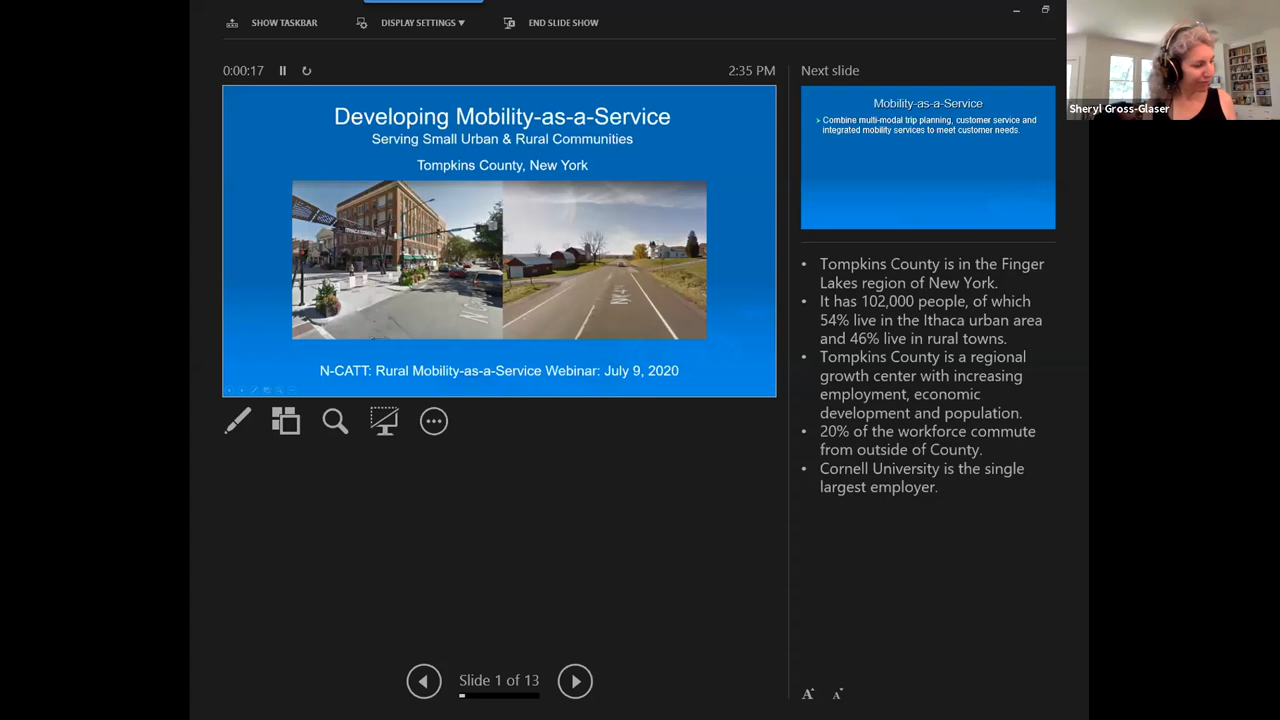 SHOW TASKBAR
DISPLAY SETTINGS ▾
END SLIDE SHOW
0:00:17
2:35 PM
Developing Mobility-as-a-Service
Serving Small Urban & Rural Communities
Tompkins County, New York
N-CATT: Rural Mobility-as-a-Service Webinar: July 9, 2020
Slide 1 of 13
Next slide
Mobility-as-a-Service
Combine multi-modal trip planning, customer service and
integrated mobility services to meet customer needs.
• Tompkins County is in the Finger
Lakes region of New York.
• It has 102,000 people, of which
54% live in the Ithaca urban area
and 46% live in rural towns.
• Tompkins County is a regional
growth center with increasing
employment, economic
development and population.
• 20% of the workforce commute
from outside of County.
• Cornell University is the single
largest employer.
A A
Sheryl Gross-Glaser